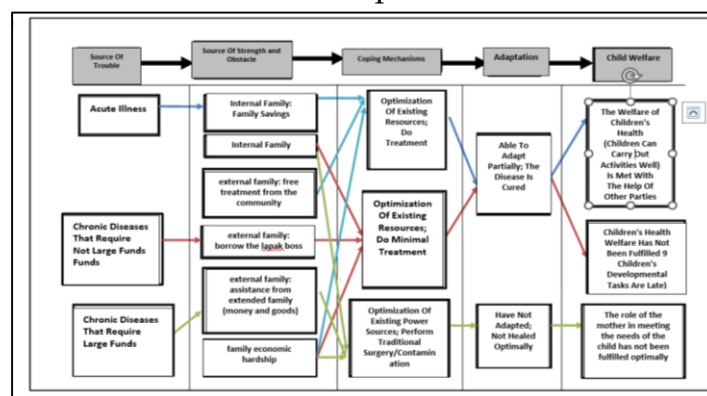 Source Of
Trouble
Source Of Strength and
Obstacle
Coping Mechanisms
Adaptation
Child Welfare
Acute Illness
Internal Family:
Family Savings
Internal Family
external family: free
treatment from the
community
Chronic Diseases
That Require
Not Large Funds
Funds
external family:
borrow the lapak boss
external family:
assistance from
extended family
(money and goods)
Chronic Diseases
That Require
Large Funds
family economic
hardship
Optimization
Of Existing
Resources;
Do
Treatment
Optimization
Of Existing
Resources;
Do Minimal
Treatment
Optimization Of
Existing Power
Sources; Perform
Traditional
Surgery/Contamin
ation
Able To
Adapt
Partially; The
Disease Is
Cured
Have Not
Adapted;
Not Healed
Optimally
The Welfare of
Children's
Health
(Children Can
Carry Out
Activities Well)
Is Met With
The Help Of
Other Parties
Children's Health
Welfare Has Not
Been Fulfilled 9
Children's
Developmental
Tasks Are Late)
The role of the
mother in meeting
the needs of the
child has not been
fulfilled optimally